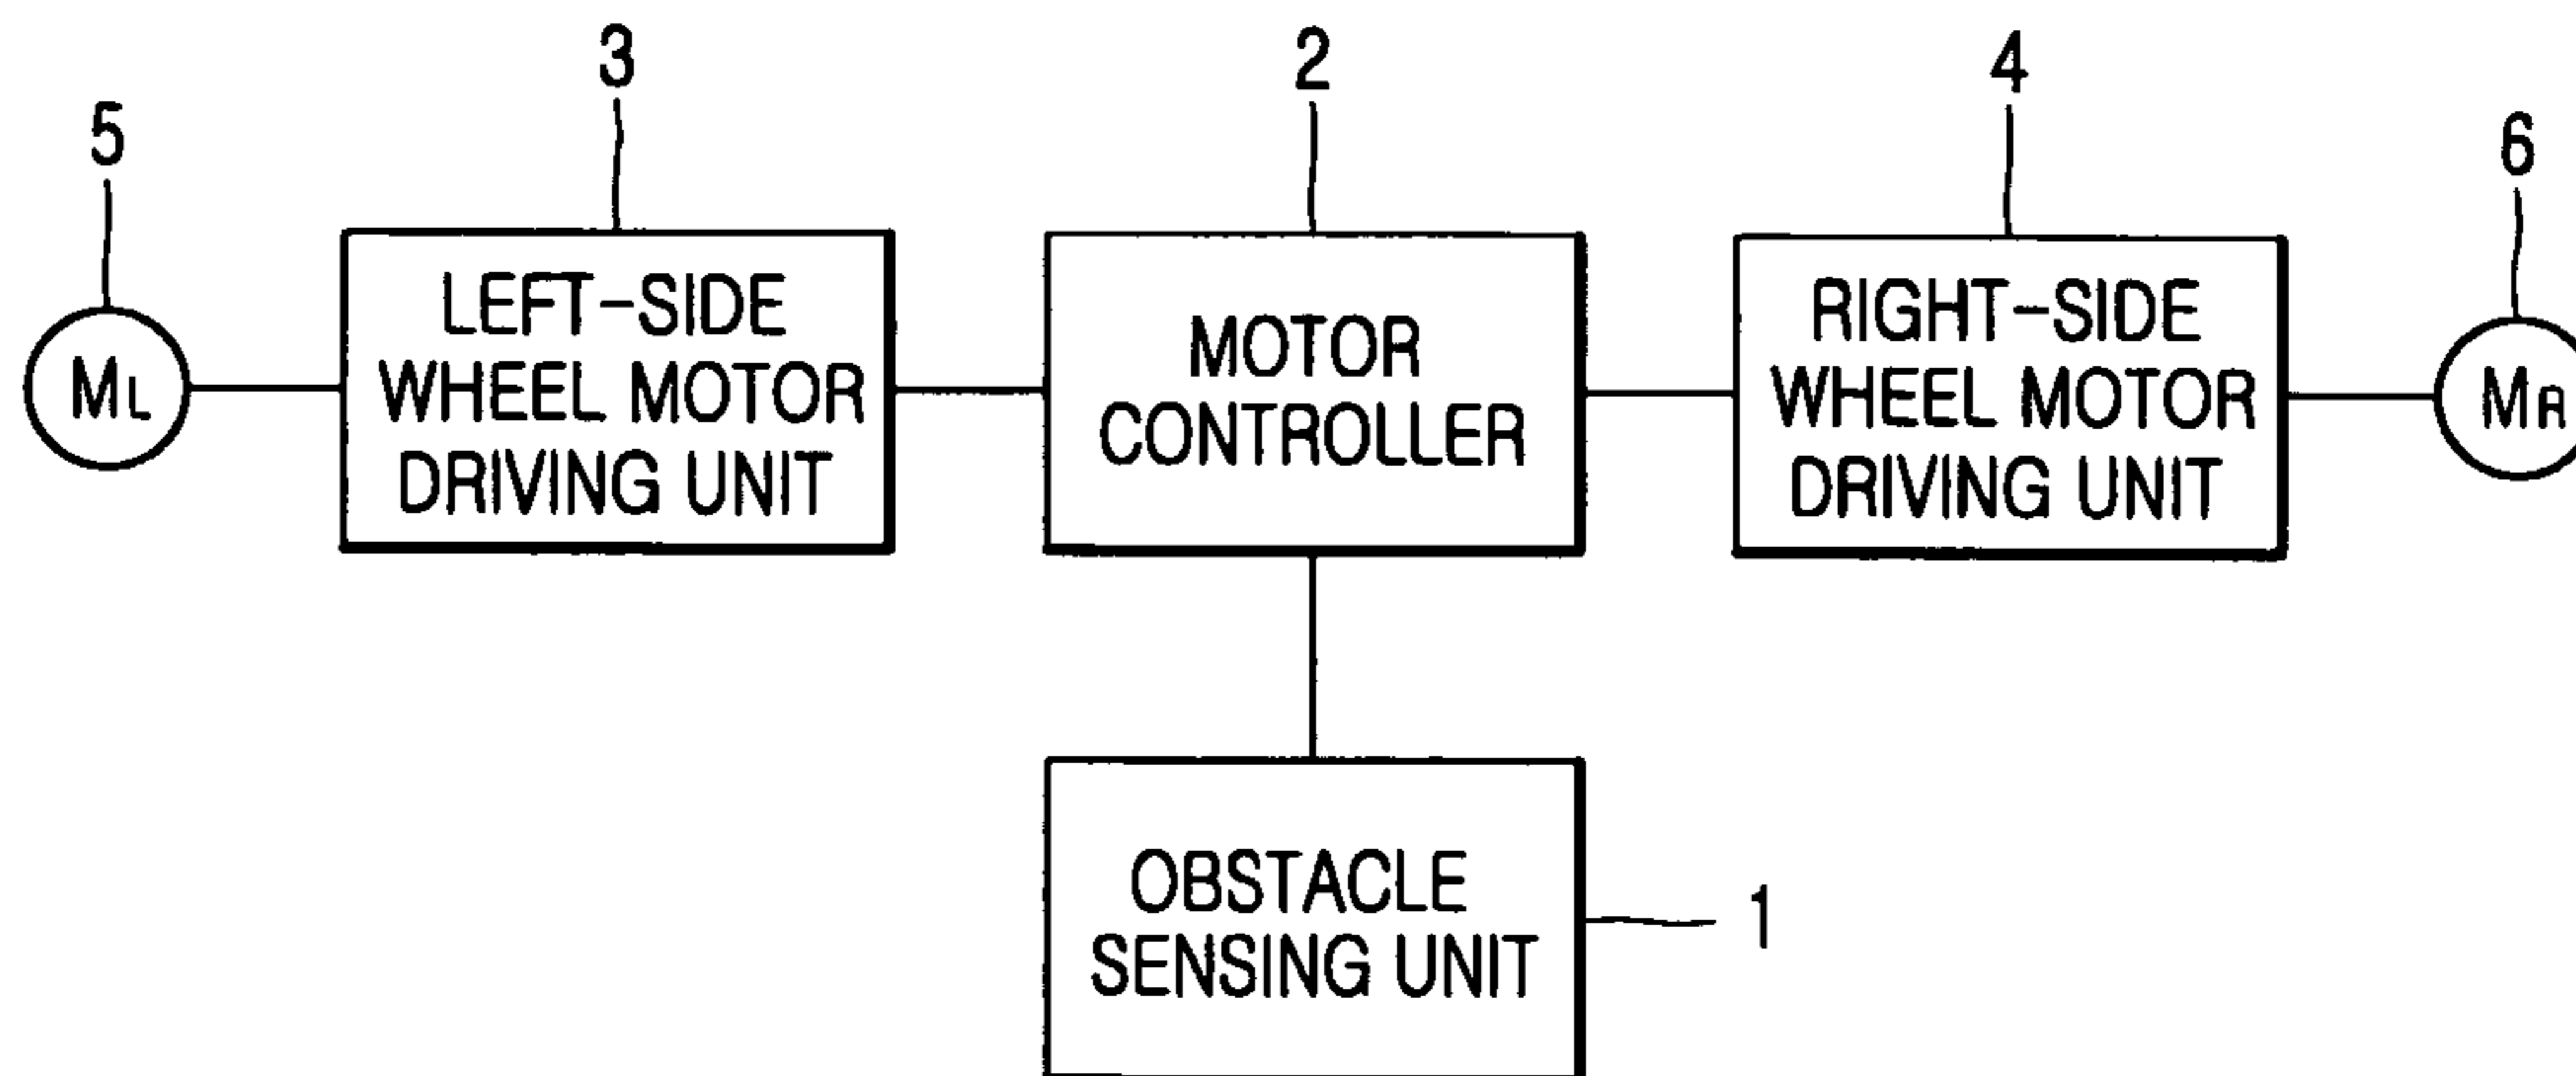 3
2
4
5
6
LEFT-SIDE
WHEEL MOTOR
DRIVING UNIT
MOTOR
CONTROLLER
RIGHT-SIDE
WHEEL MOTOR
DRIVING UNIT
ML
MR
OBSTACLE
SENSING UNIT
1